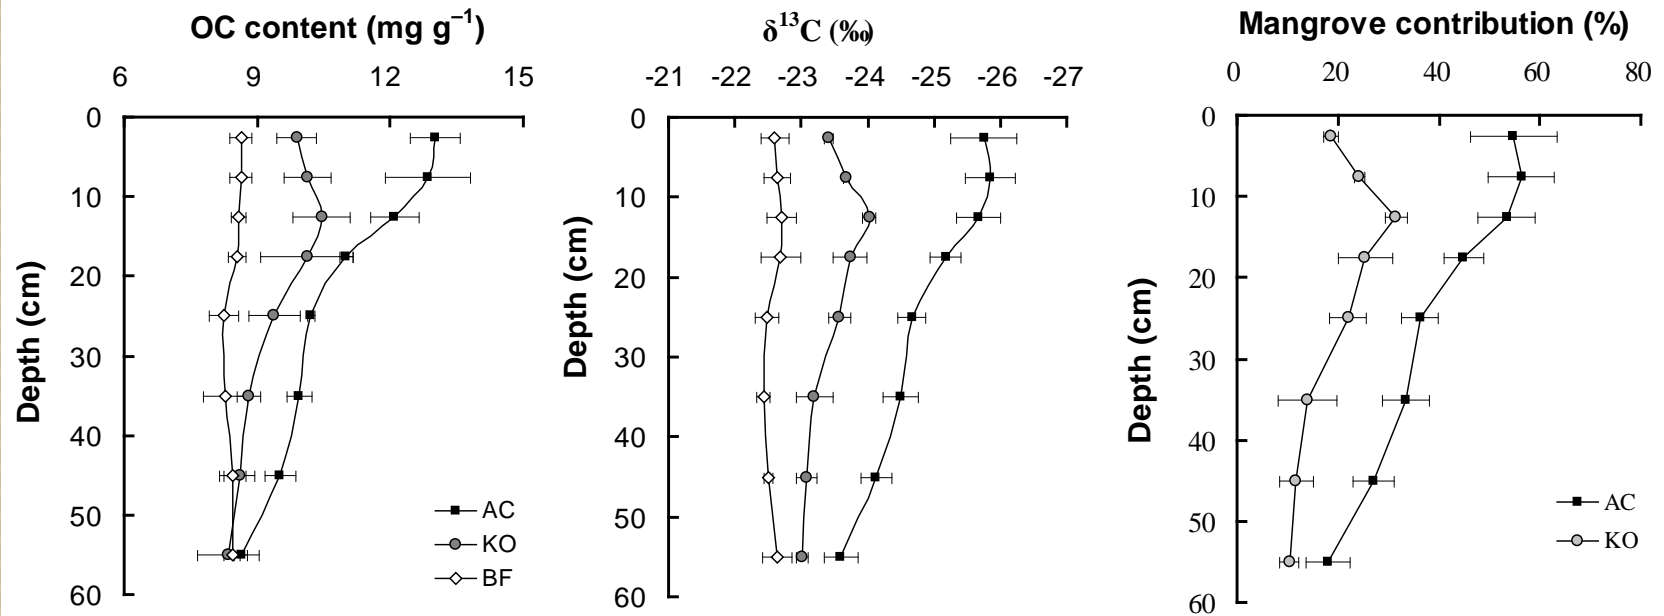 OC content (mg g⁻¹)
6 9 12 15
0
10
20
30
40
50
60
Depth (cm)
AC
KO
BF
δ¹³C (‰)
-21 -22 -23 -24 -25 -26 -27
0
10
20
30
40
50
60
Depth (cm)
Mangrove contribution (%)
0 20 40 60 80
0
10
20
30
40
50
60
Depth (cm)
AC
KO